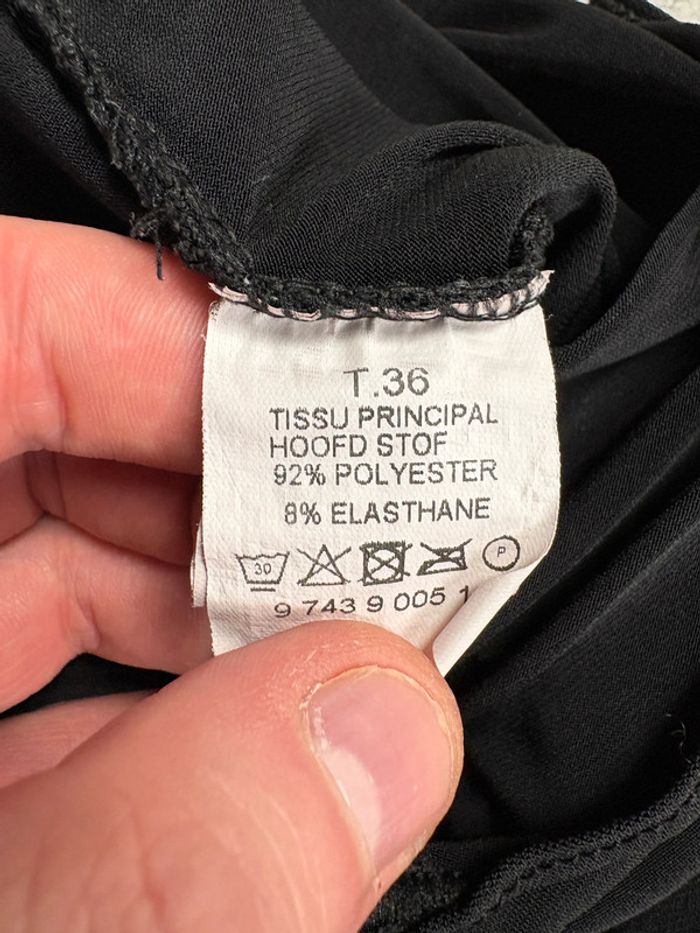 T.36
TISSU PRINCIPAL
HOOFD STOF
92% POLYESTER
8% ELASTHANE
30 P
9 743 9 005 1